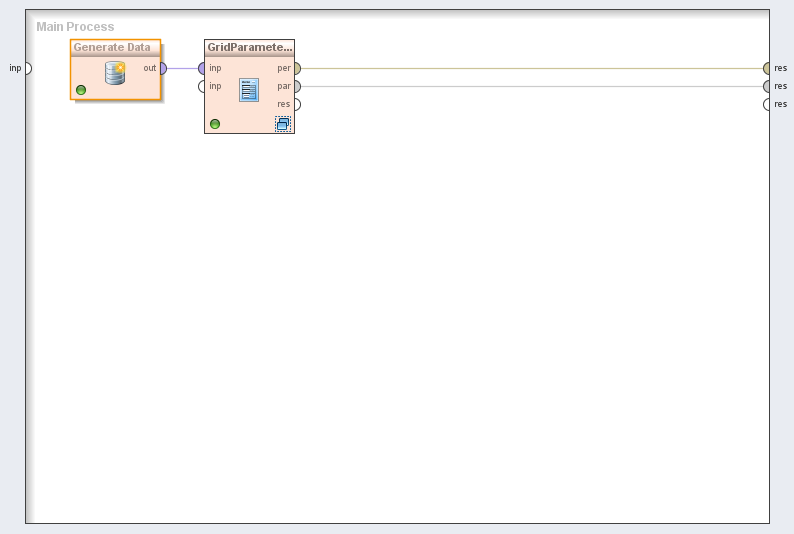 Main Process
Generate Data
GridParamete...
inp
out
inp
per
res
inp
par
res
res
res